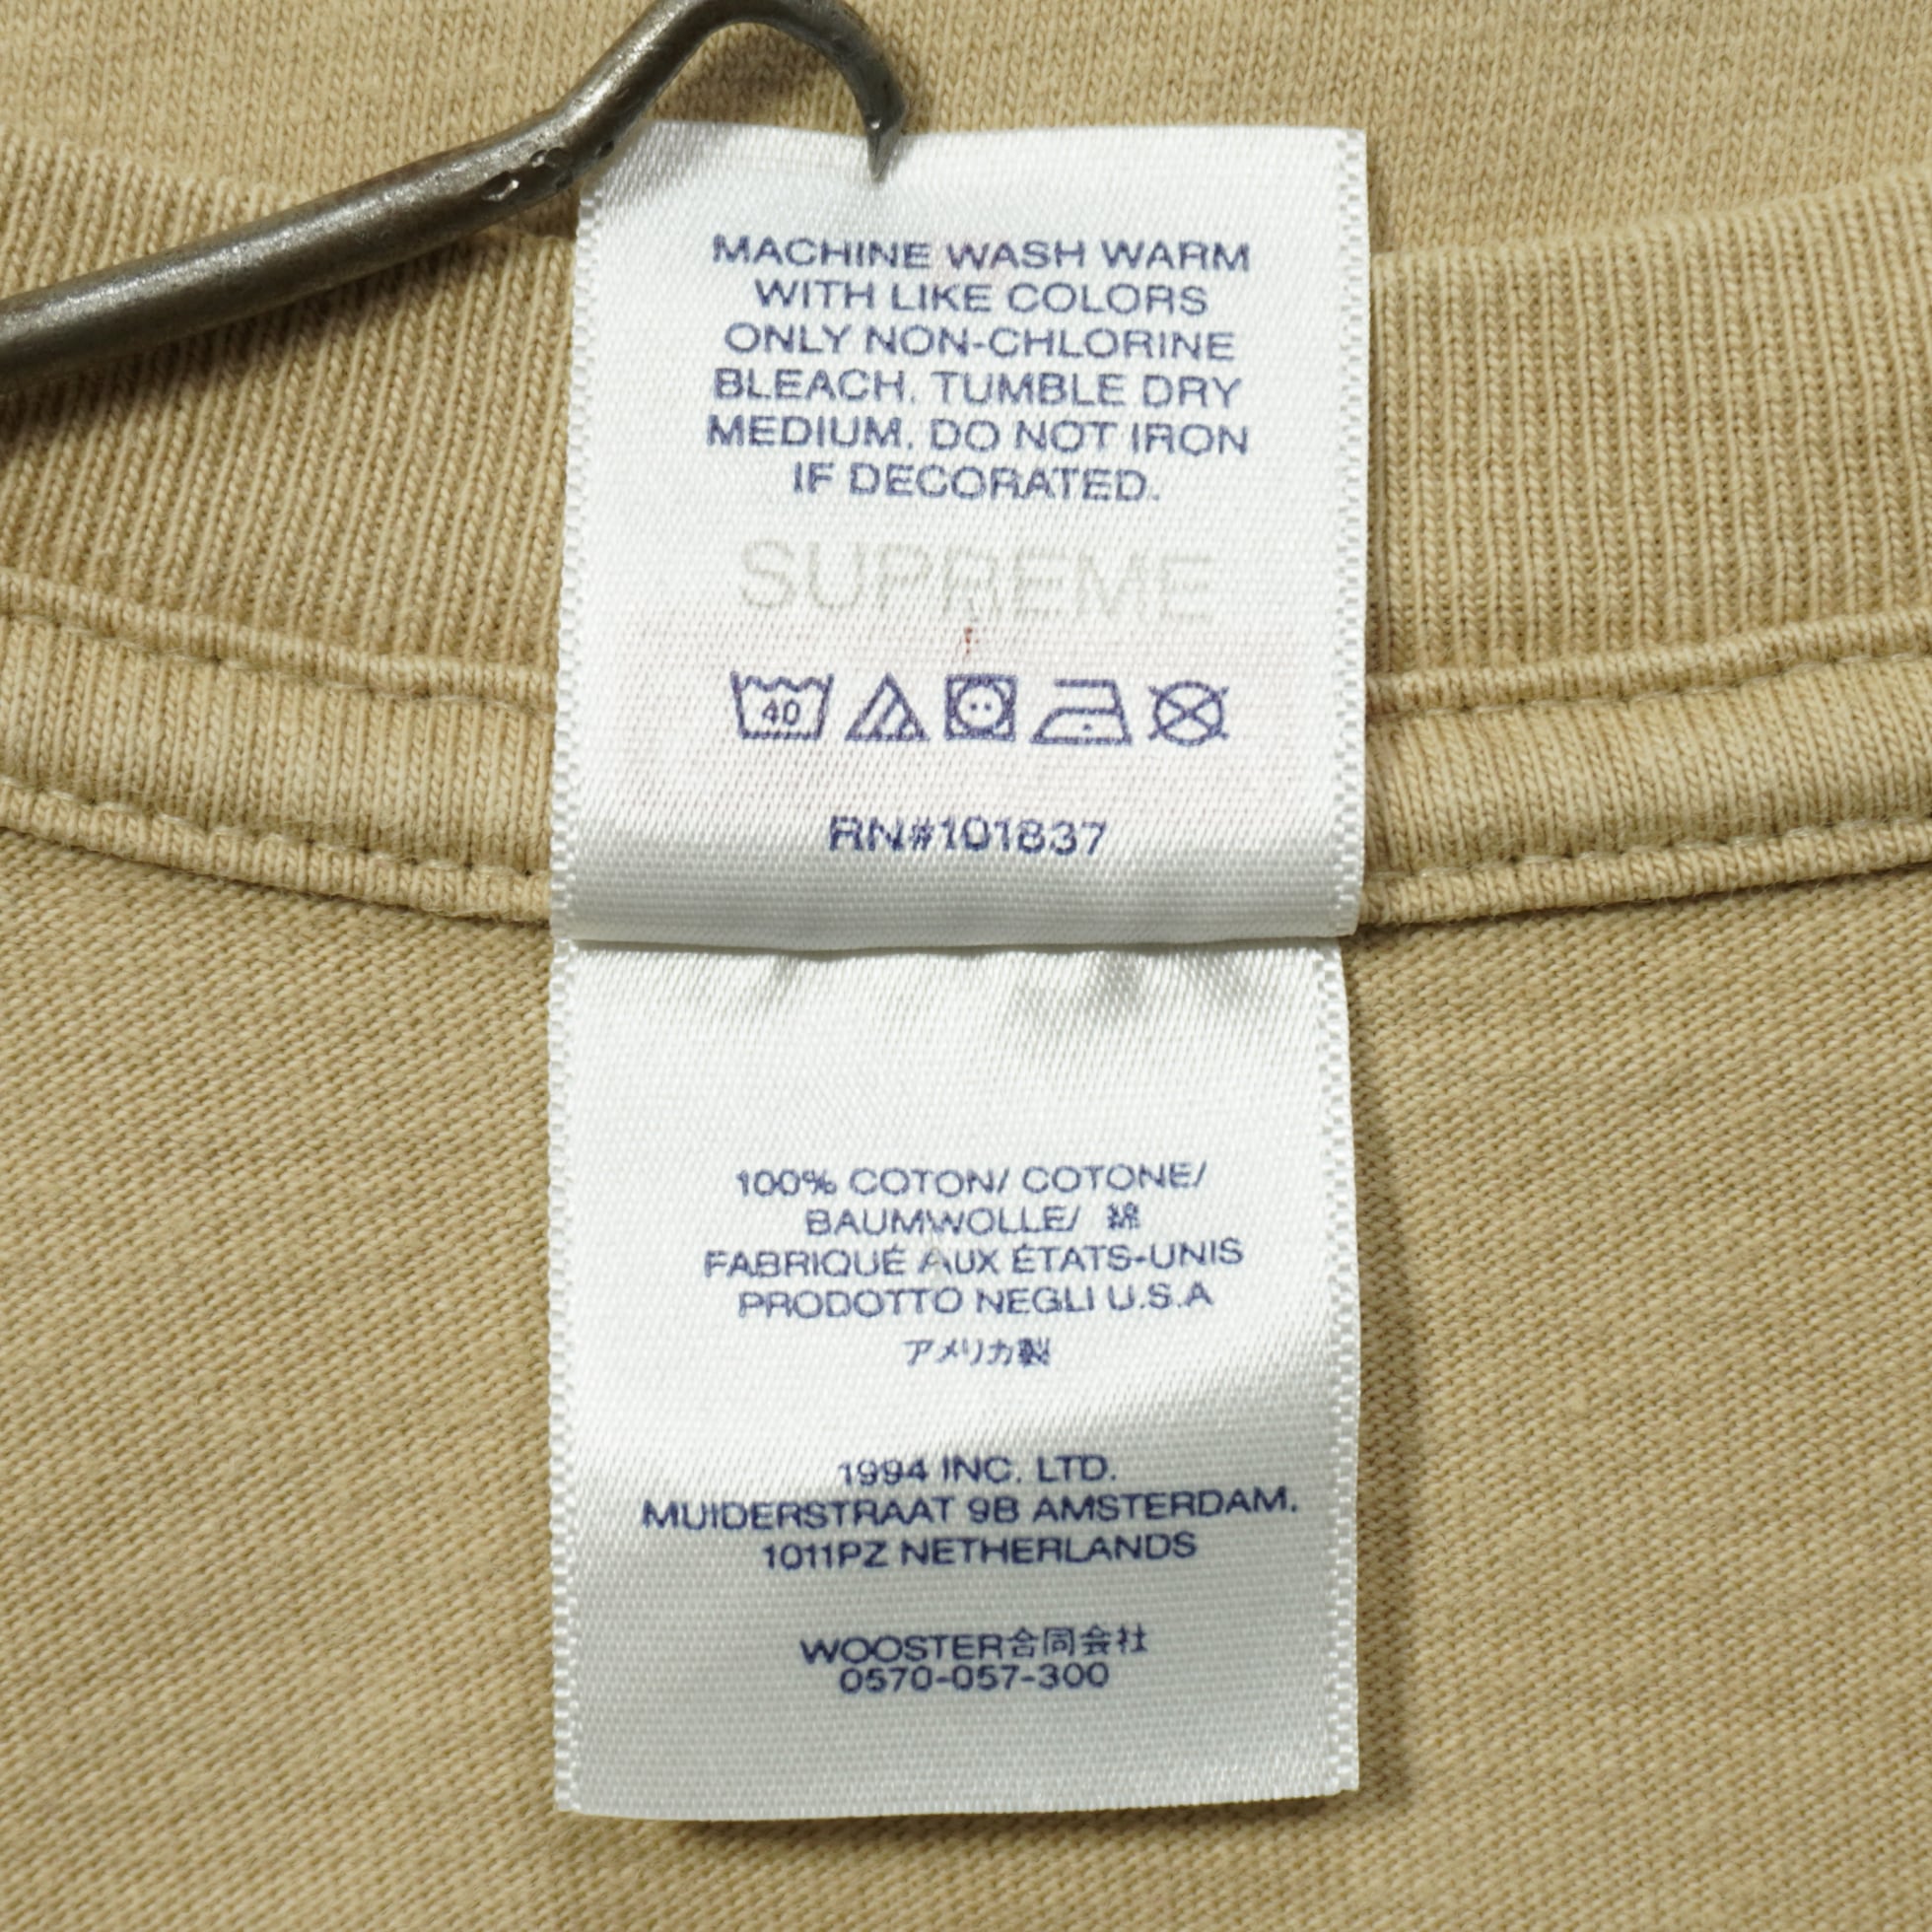 MACHINE WASH WARM
WITH LIKE COLORS
ONLY NON-CHLORINE
BLEACH. TUMBLE DRY
MEDIUM. DO NOT IRON
IF DECORATED.
SUPREME
40
RN#101837
100% COTON/ COTONE/
BAUMWOLLE/ 綿
FABRIQUÉ AUX ÉTATS-UNIS
PRODOTTO NEGLI U.S.A
アメリカ製
1994 INC. LTD.
MUIDERSTRAAT 9B AMSTERDAM.
1011PZ NETHERLANDS
WOOSTER合同会社
0570-057-300